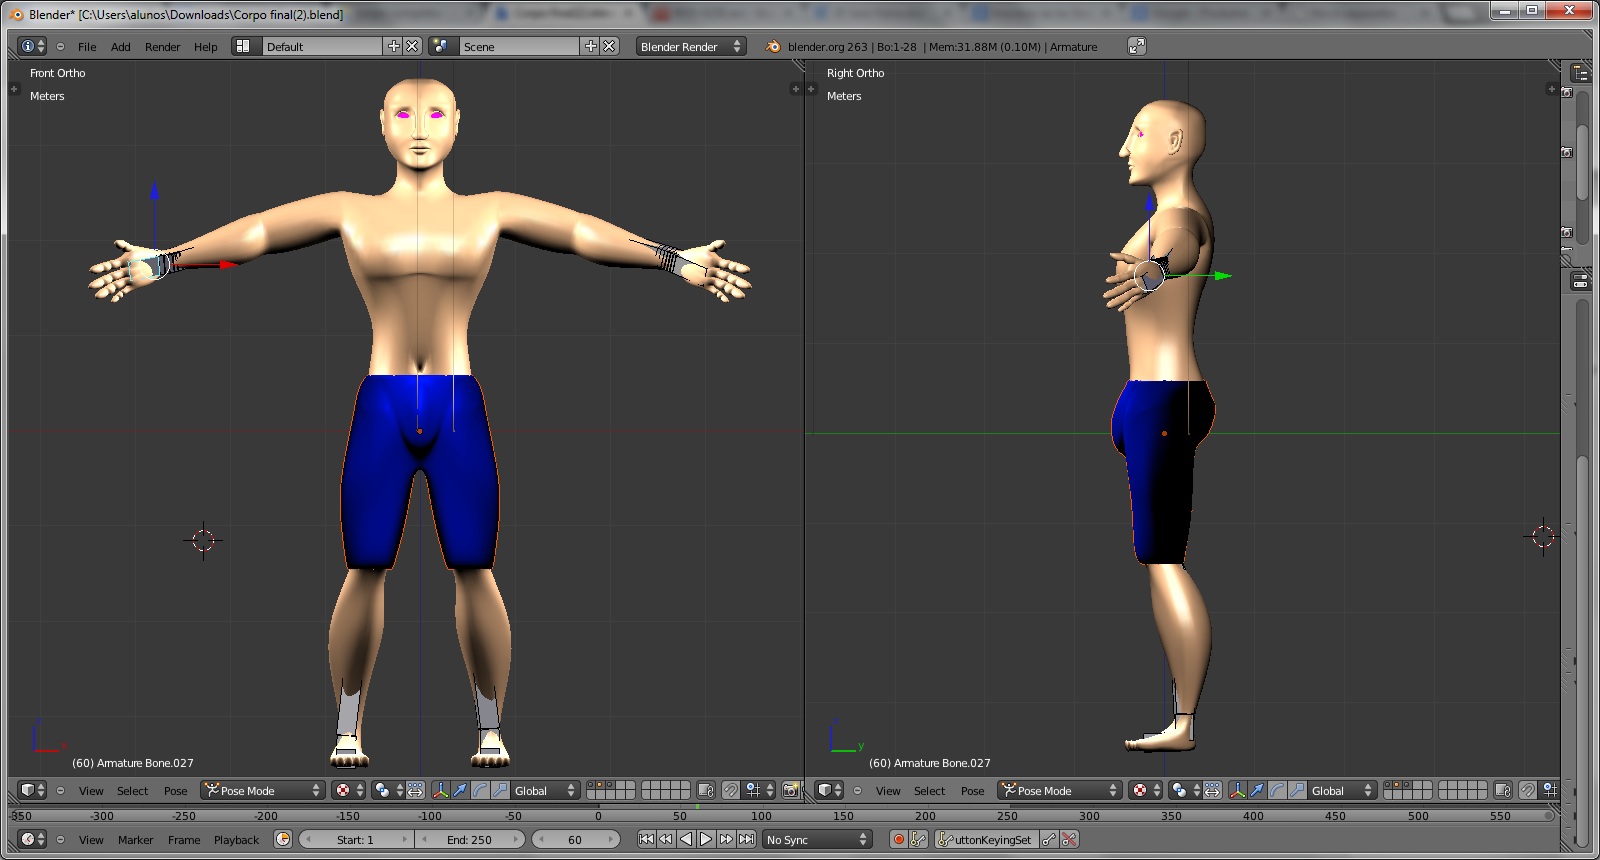 Blender* [C:\Users\alunos\Downloads\Corpo final(2).blend]
File Add Render Help Default Scene Blender Render blender.org 263 | Bo:1-28 | Mem:31.88M (0.10M) | Armature
Front Ortho
Meters
Right Ortho
Meters
y
(60) Armature Bone.027
(60) Armature Bone.027
View Select Pose Pose Mode Global
View Select Pose Pose Mode Global
-350 -300 -250 -200 -150 -100 -50 0 50 100 150 200 250 300 350 400 450 500 550
View Marker Frame Playback Start: 1 End: 250 60 No Sync uttonKeyingSet